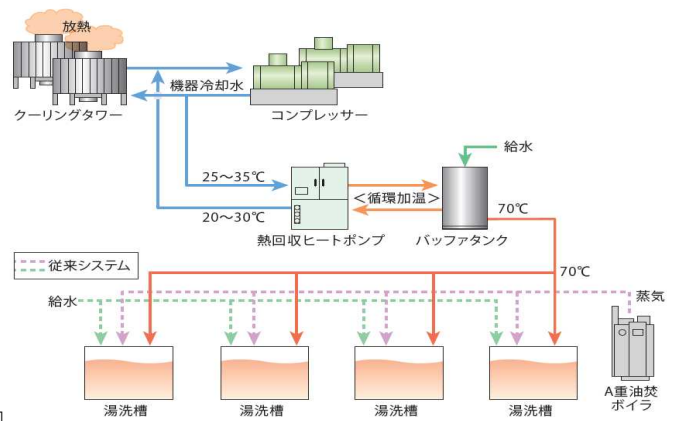 放熱
機器冷却水
クーリングタワー
コンプレッサー
給水
25〜35℃
<循環加温>
20〜30℃
70℃
熱回収ヒートポンプ
バッファタンク
従来システム
70℃
給水
蒸気
A重油焚
ボイラ
湯洗槽
湯洗槽
湯洗槽
湯洗槽